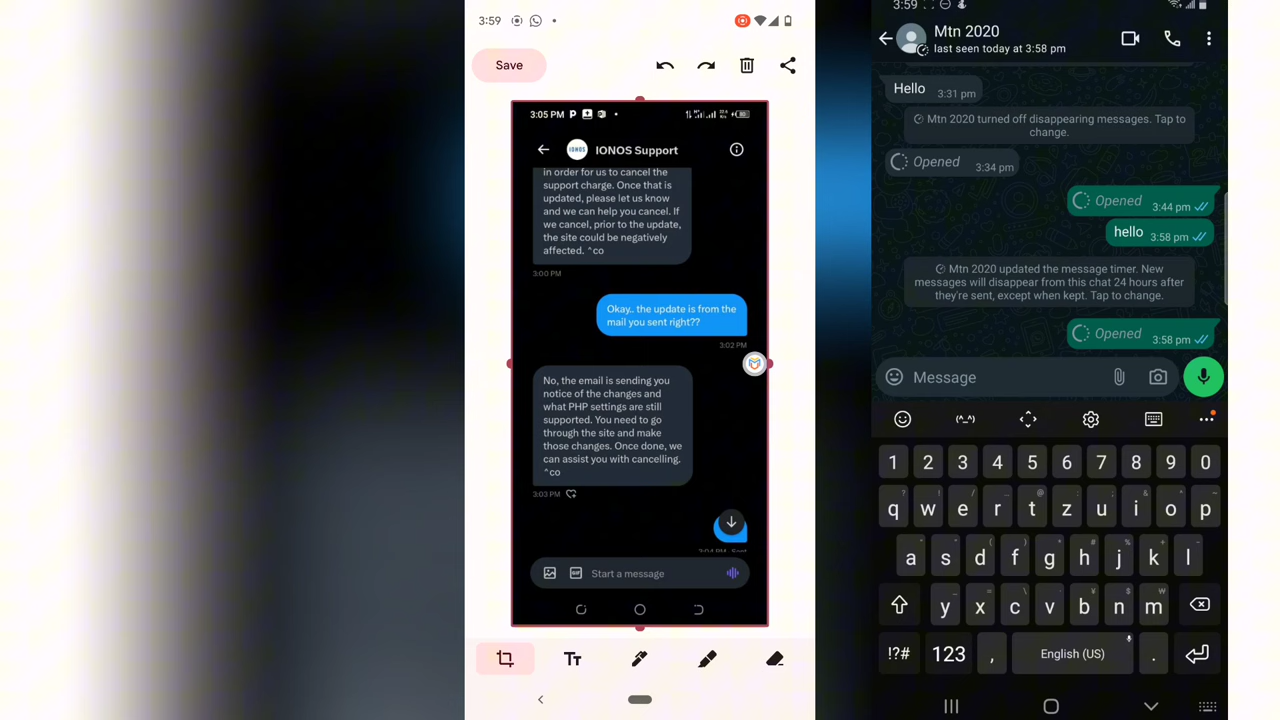 3:59
Save
3:05 PM
IONOS
IONOS Support
in order for us to cancel the
support charge. Once that is
updated, please let us know
and we can help you cancel. If
we cancel, prior to the update,
the site could be negatively
affected. ^co
3:00 PM
Okay.. the update is from the
mail you sent right??
3:02 PM
No, the email is sending you
notice of the changes and
what PHP settings are still
supported. You need to go
through the site and make
those changes. Once done, we
can assist you with cancelling.
^co
3:03 PM
3:04 PM · Sent
GIF
Start a message
Tт
3:59
Mtn 2020
last seen today at 3:58 pm
Hello
3:31 pm
Mtn 2020 turned off disappearing messages. Tap to
change.
Opened
3:34 pm
Opened
3:44 pm
hello
3:58 pm
Mtn 2020 updated the message timer. New
messages will disappear from this chat 24 hours after
they're sent, except when kept. Tap to change.
Opened
3:58 pm
Message
(^_^)
1 2 3 4 5 6 7 8 9 0
q w e r t z u i o p
a s d f g h j k l
y x c v b n m
!?# 123 , English (US) .